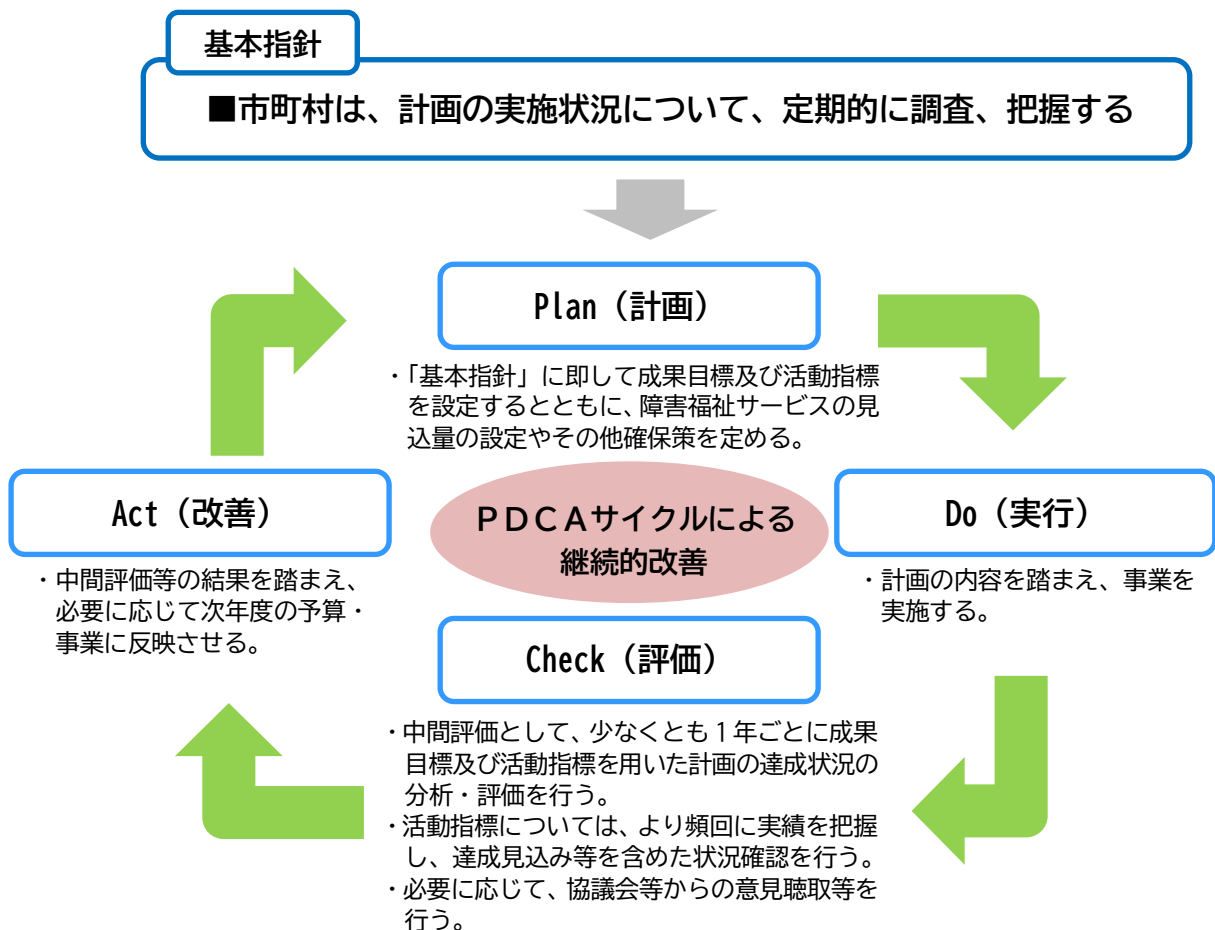 基本指針
■市町村は、計画の実施状況について、定期的に調査、把握する
Plan（計画）
・「基本指針」に即して成果目標及び活動指標
を設定するとともに、障害福祉サービスの見
込量の設定やその他確保策を定める。
Act（改善）
・中間評価等の結果を踏まえ、
必要に応じて次年度の予算・
事業に反映させる。
ＰＤＣＡサイクルによる
継続的改善
Do（実行）
・計画の内容を踏まえ、事業を
実施する。
Check（評価）
・中間評価として、少なくとも１年ごとに成果
目標及び活動指標を用いた計画の達成状況の
分析・評価を行う。
・活動指標については、より頻回に実績を把握
し、達成見込み等を含めた状況確認を行う。
・必要に応じて、協議会等からの意見聴取等を
行う。